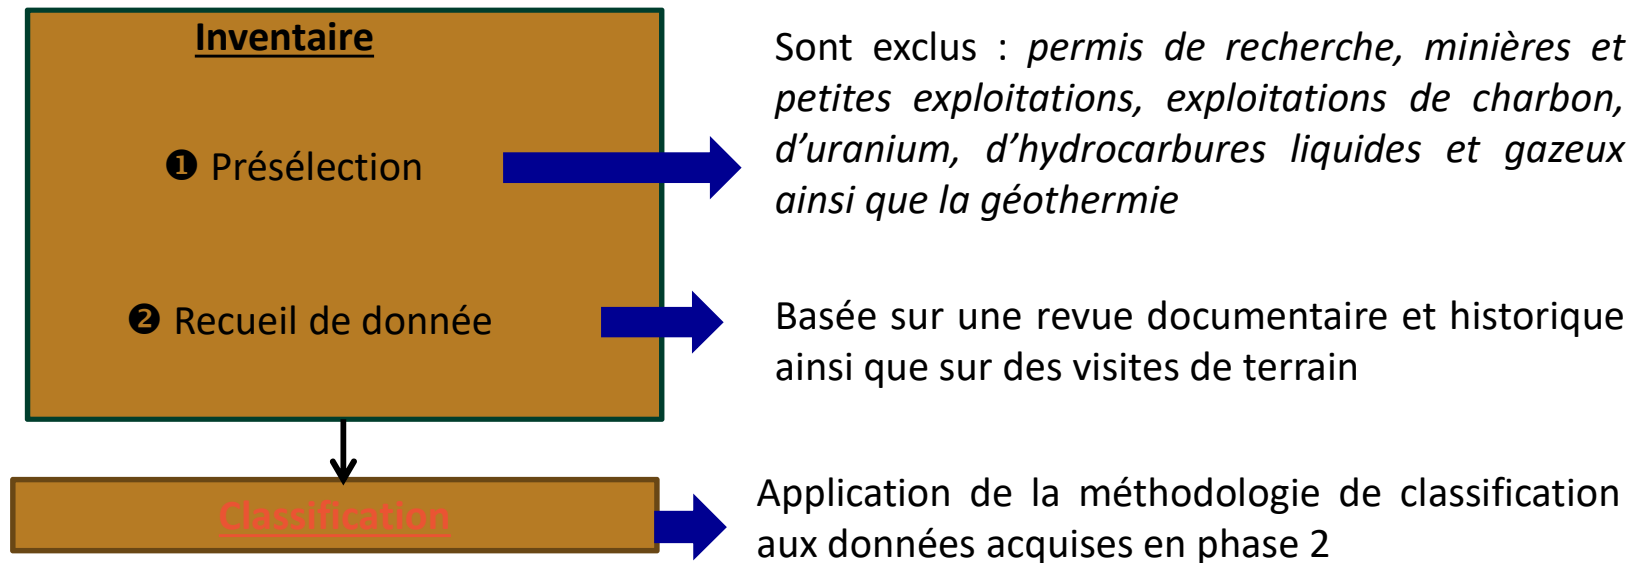 Inventaire
❶ Présélection
Sont exclus : permis de recherche, minières et
petites exploitations, exploitations de charbon,
d’uranium, d’hydrocarbures liquides et gazeux
ainsi que la géothermie
❷ Recueil de donnée
Basée sur une revue documentaire et historique
ainsi que sur des visites de terrain
Classification
Application de la méthodologie de classification
aux données acquises en phase 2